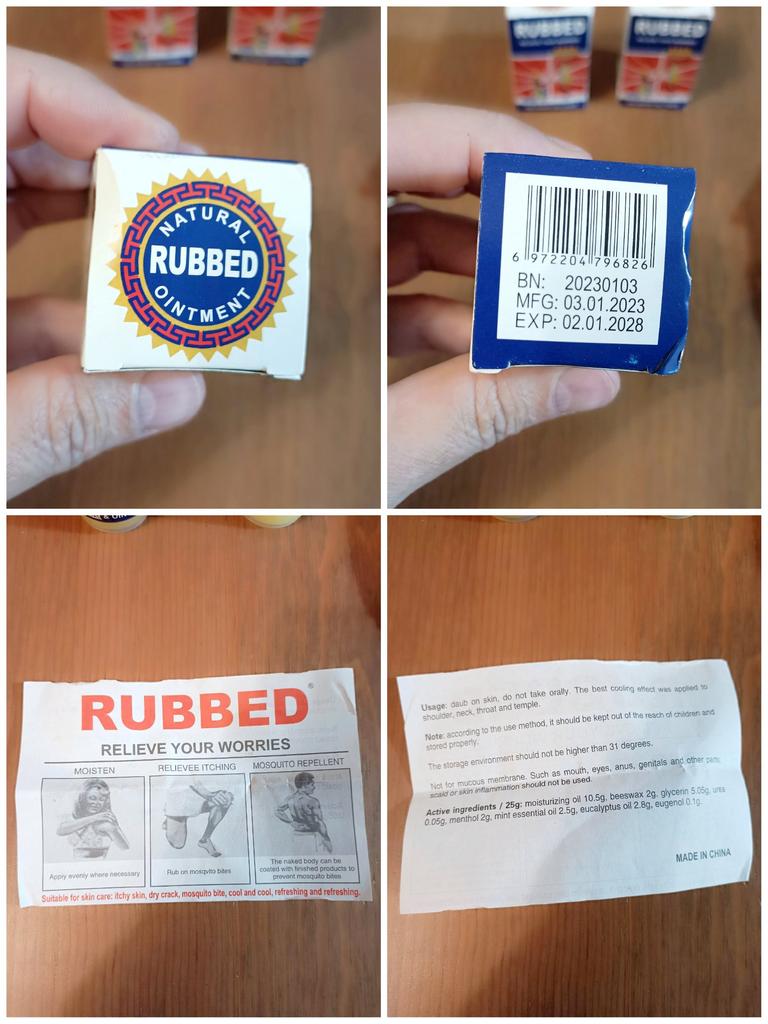 NATURAL
RUBBED
OINTMENT
RUBBED
RUBBED
6 972204 796826
BN: 20230103
MFG: 03.01.2023
EXP: 02.01.2028
RUBBED®
RELIEVE YOUR WORRIES
MOISTEN
RELIEVEE ITCHING
MOSQUITO REPELLENT
Apply evenly where necessary
Rub on mosqvito bites
The naked body can be
coated with finished products to
prevent mosquito bites
Suitable for skin care: itchy skin, dry crack, mosquito bite, cool and cool, refreshing and refreshing.
Usage: daub on skin, do not take orally. The best cooling effect was applied to
shoulder, neck, throat and temple.
Note: according to the use method, it should be kept out of the reach of children and
stored properly.
The storage environment should not be higher than 31 degrees.
Not for mucous membrane. Such as mouth, eyes, anus, genitals and other parts,
scald or skin inflammation should not be used.
Active ingredients / 25g: moisturizing oil 10.5g, beeswax 2g, glycerin 5.05g, urea
0.05g, menthol 2g, mint essential oil 2.5g, eucalyptus oil 2.8g, eugenol 0.1g.
MADE IN CHINA